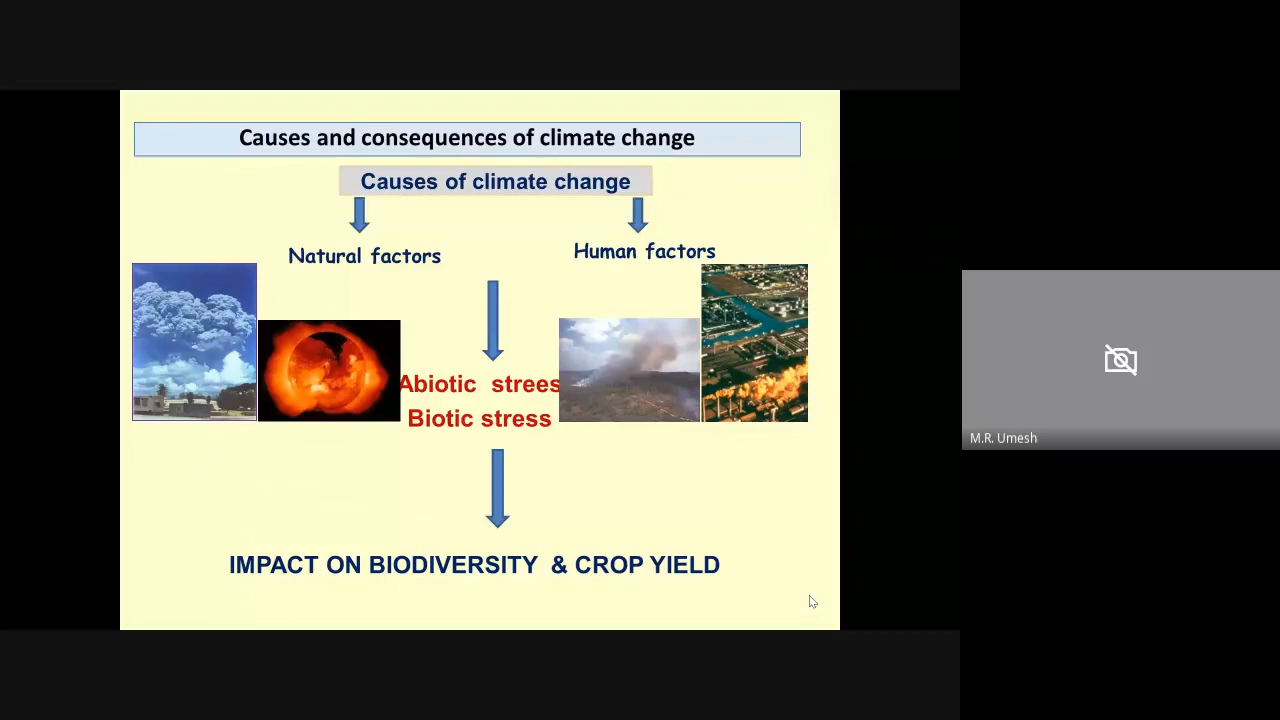 Causes and consequences of climate change
Causes of climate change
Natural factors
Human factors
Abiotic strees
Biotic stress
IMPACT ON BIODIVERSITY & CROP YIELD
M.R. Umesh